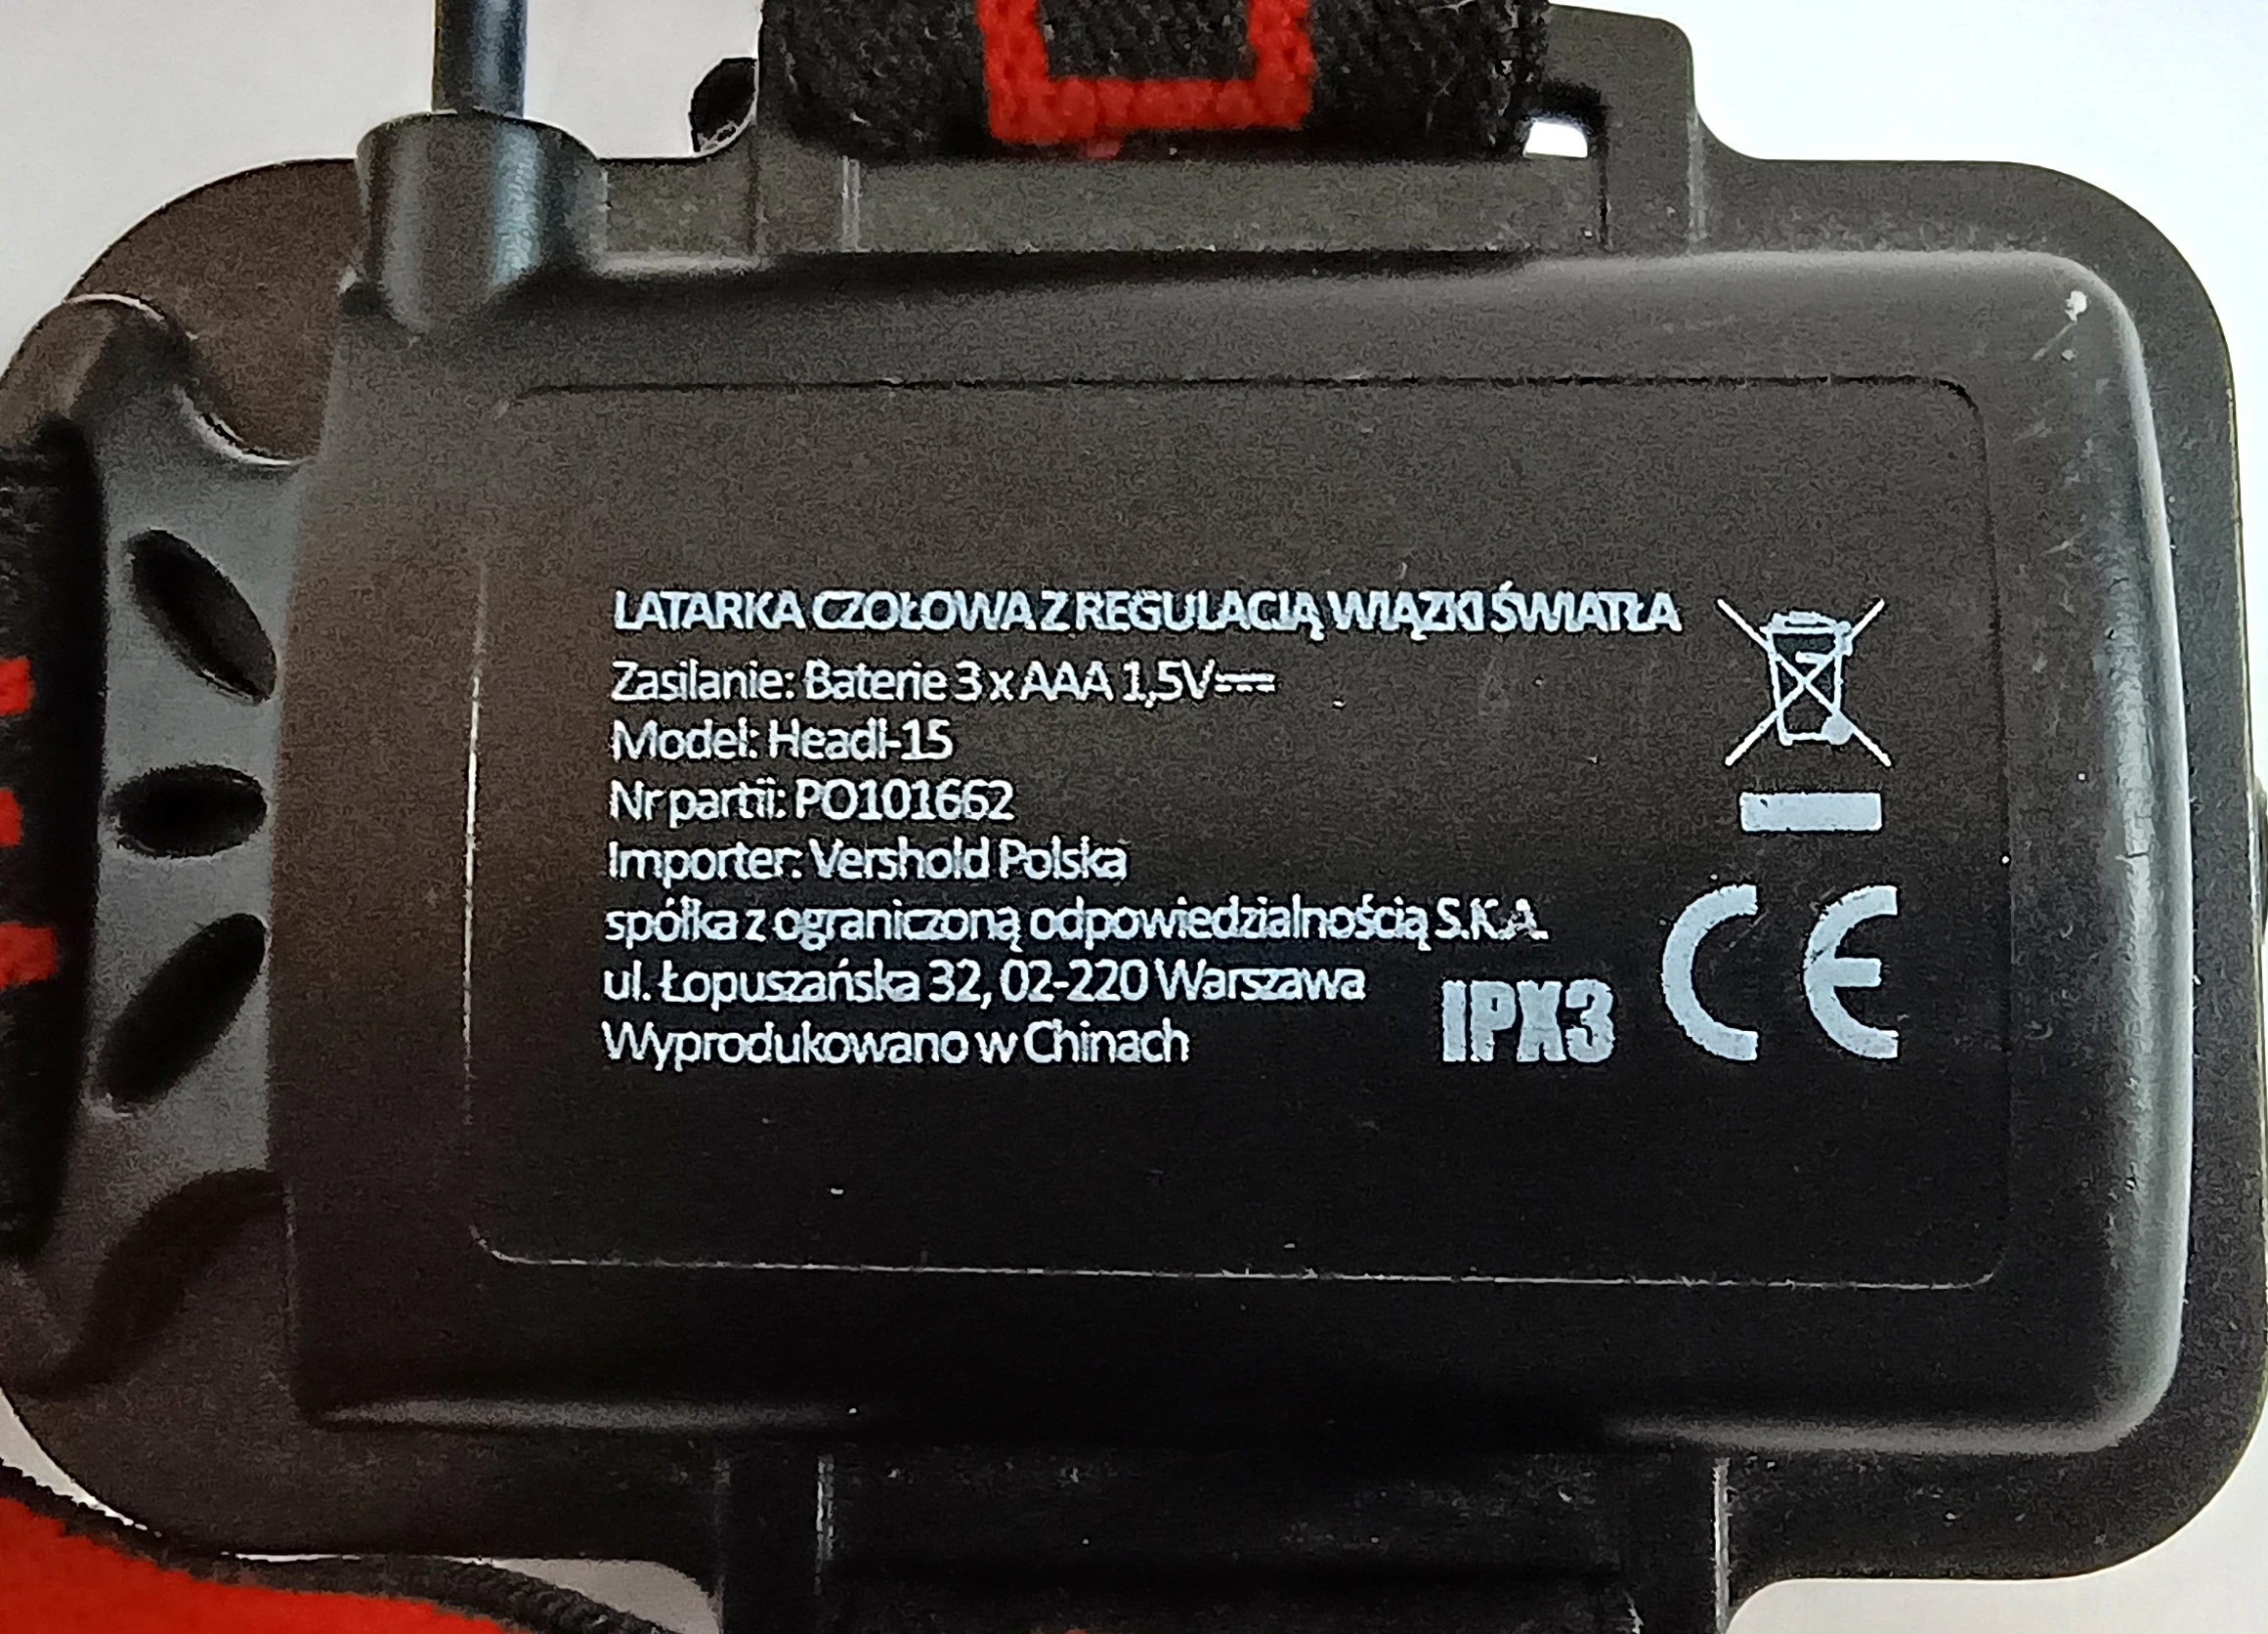 LATARKA CZOŁOWA Z REGULACJĄ WIĄZKI ŚWIATŁA
Zasilanie: Baterie 3 x AAA 1,5V⎓
Model: Headl-15
Nr partii: PO101662
Importer: Vershold Polska
spółka z ograniczoną odpowiedzialnością S.K.A.
ul. Łopuszańska 32, 02-220 Warszawa
Wyprodukowano w Chinach
IPX3
CE